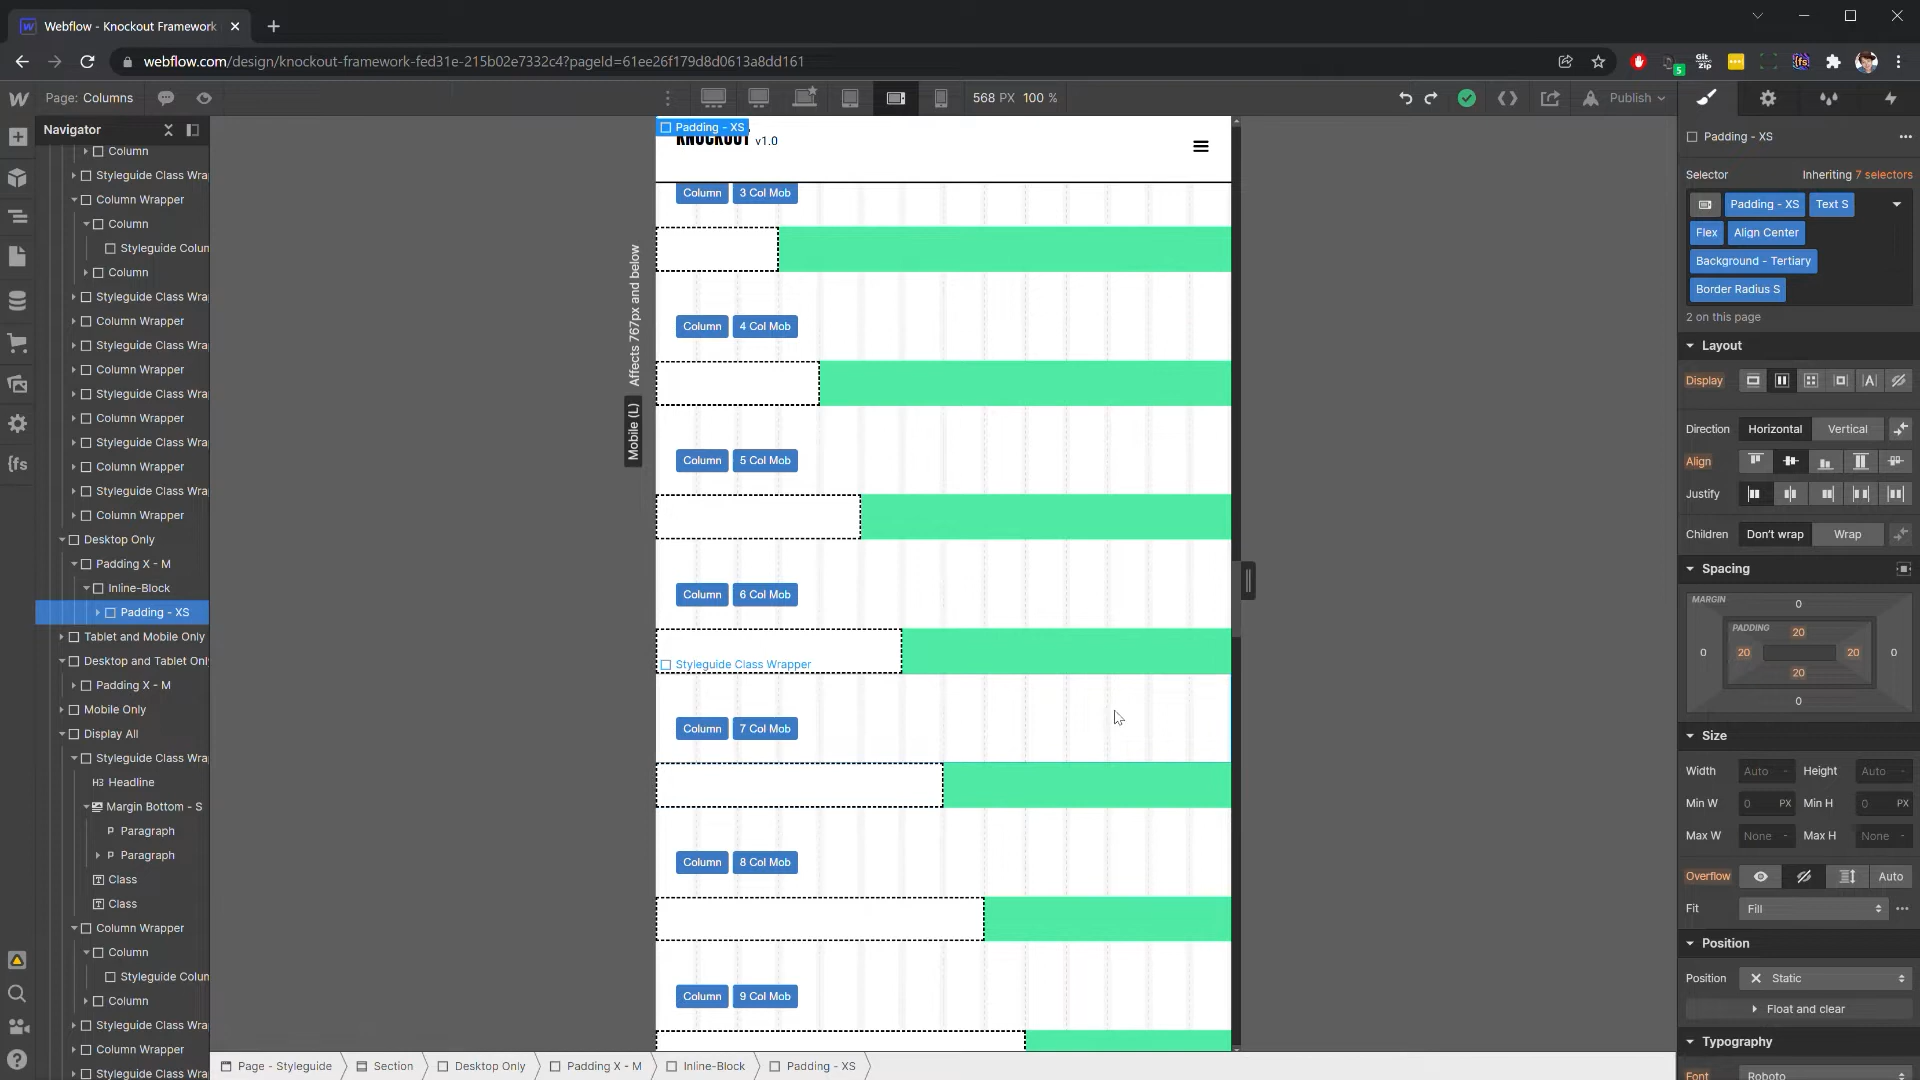 Webflow - Knockout Framework
webflow.com/design/knockout-framework-fed31e-215b02e7332c4?pageId=61ee26f179d8d0613a8dd161
Git
Zip
5
{fs
Page: Columns
568 PX 100 %
Publish
Navigator
Column
Styleguide Class Wra
Column Wrapper
Column
Styleguide Colun
Column
Styleguide Class Wra
Column Wrapper
Styleguide Class Wra
Column Wrapper
Styleguide Class Wra
Column Wrapper
Styleguide Class Wra
Column Wrapper
Styleguide Class Wra
Column Wrapper
Desktop Only
Padding X - M
Inline-Block
Padding - XS
Tablet and Mobile Only
Desktop and Tablet Onl
Padding X - M
Mobile Only
Display All
Styleguide Class Wra
H3 Headline
Margin Bottom - S
P Paragraph
P Paragraph
Class
Class
Column Wrapper
Column
Styleguide Colun
Column
Styleguide Class Wra
Column Wrapper
Styleguide Class Wra
{fs
Affects 767px and below
Mobile (L)
Padding - XS
KNOCKOUT v1.0
Column 3 Col Mob
Column 4 Col Mob
Column 5 Col Mob
Column 6 Col Mob
Styleguide Class Wrapper
Column 7 Col Mob
Column 8 Col Mob
Column 9 Col Mob
Page - Styleguide
Section
Desktop Only
Padding X - M
Inline-Block
Padding - XS
Padding - XS
Selector Inheriting 7 selectors
Padding - XS Text S
Flex Align Center
Background - Tertiary
Border Radius S
2 on this page
Layout
Display
Direction Horizontal Vertical
Align
Justify
Children Don't wrap Wrap
Spacing
MARGIN
0
PADDING
20
0 20 20 0
20
0
Size
Width Auto - Height Auto -
Min W 0 PX Min H 0 PX
Max W None - Max H None -
Overflow Auto
Fit Fill
Position
Position Static
Float and clear
Typography
Font Roboto